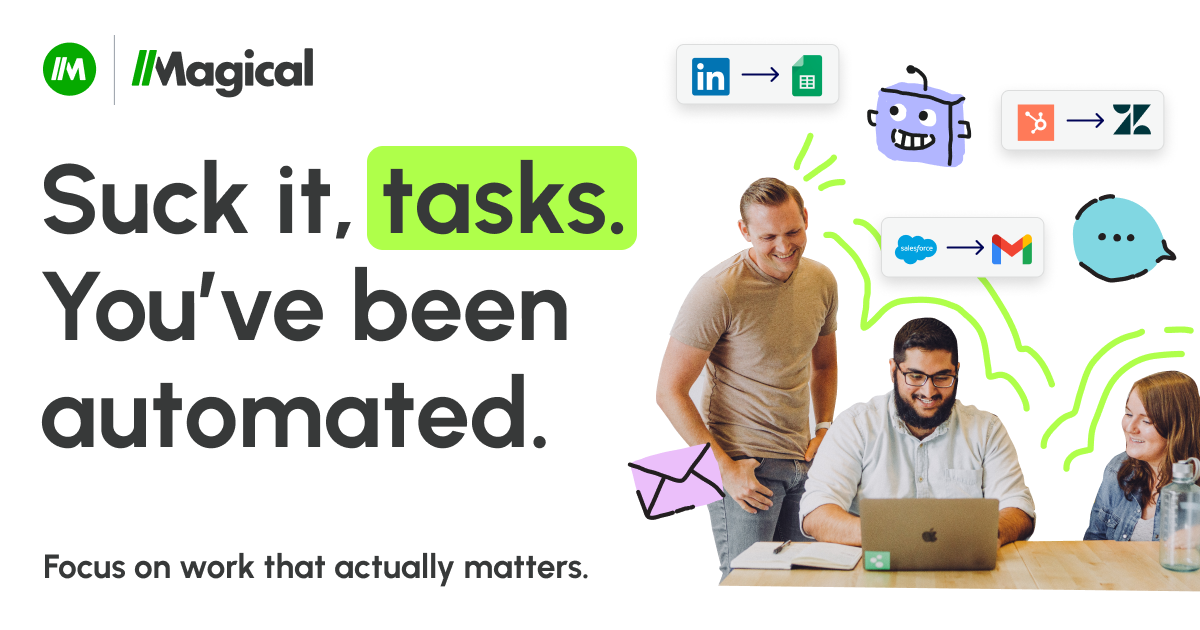 M Magical
Suck it, tasks.
You've been
automated.
Focus on work that actually matters.
in
salesforce